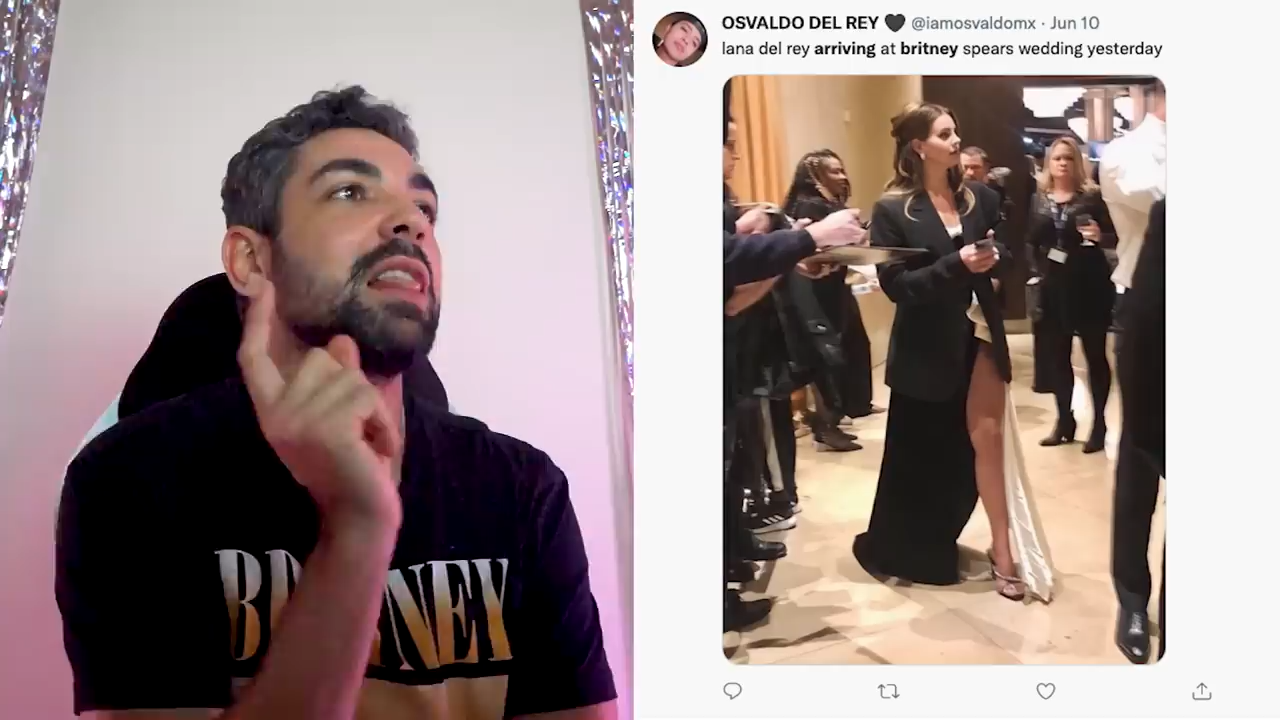 OSVALDO DEL REY 🖤 @iamosvaldomx · Jun 10
lana del rey arriving at britney spears wedding yesterday